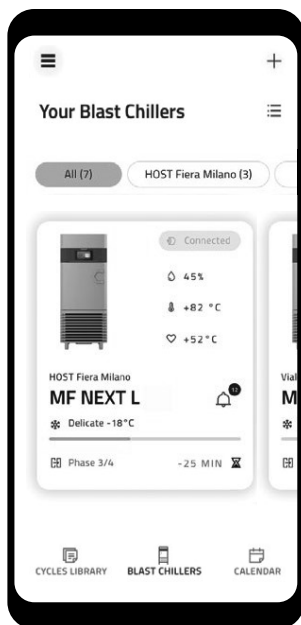 Your Blast Chillers
All (7)
HOST Fiera Milano (3)
Connected
45%
+82 °C
+52°C
HOST Fiera Milano
MF NEXT L
Delicate -18°C
Phase 3/4
-25 MIN
Vial
M
CYCLES LIBRARY
BLAST CHILLERS
CALENDAR